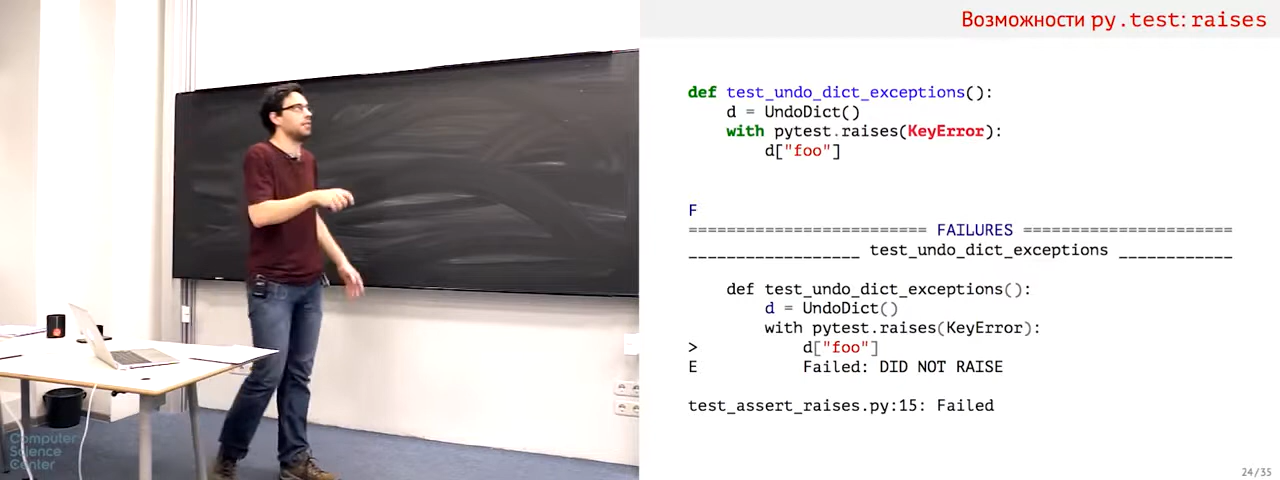 Возможности py.test: raises
def test_undo_dict_exceptions():
    d = UndoDict()
    with pytest.raises(KeyError):
        d["foo"]
F
========================= FAILURES ======================
__________________ test_undo_dict_exceptions ____________
    def test_undo_dict_exceptions():
        d = UndoDict()
        with pytest.raises(KeyError):
>           d["foo"]
E           Failed: DID NOT RAISE
test_assert_raises.py:15: Failed
24/35
Computer
Science
Center